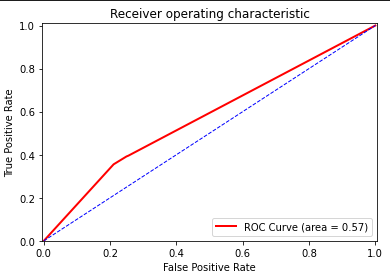 Receiver operating characteristic
1.0
0.8
0.6
0.4
0.2
0.0
True Positive Rate
ROC Curve (area = 0.57)
0.0 0.2 0.4 0.6 0.8 1.0
False Positive Rate